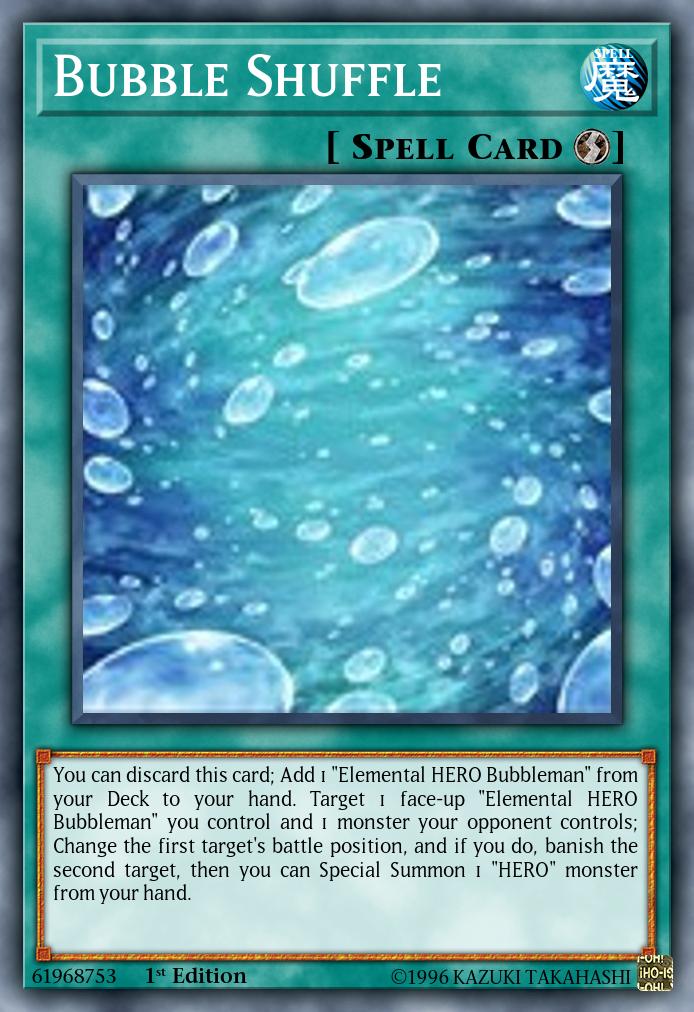 Bubble Shuffle
SPELL
魔
[ Spell Card ]
You can discard this card; Add 1 "Elemental HERO Bubbleman" from
your Deck to your hand. Target 1 face-up "Elemental HERO
Bubbleman" you control and 1 monster your opponent controls;
Change the first target's battle position, and if you do, banish the
second target, then you can Special Summon 1 "HERO" monster
from your hand.
61968753 1st Edition ©1996 KAZUKI TAKAHASHI